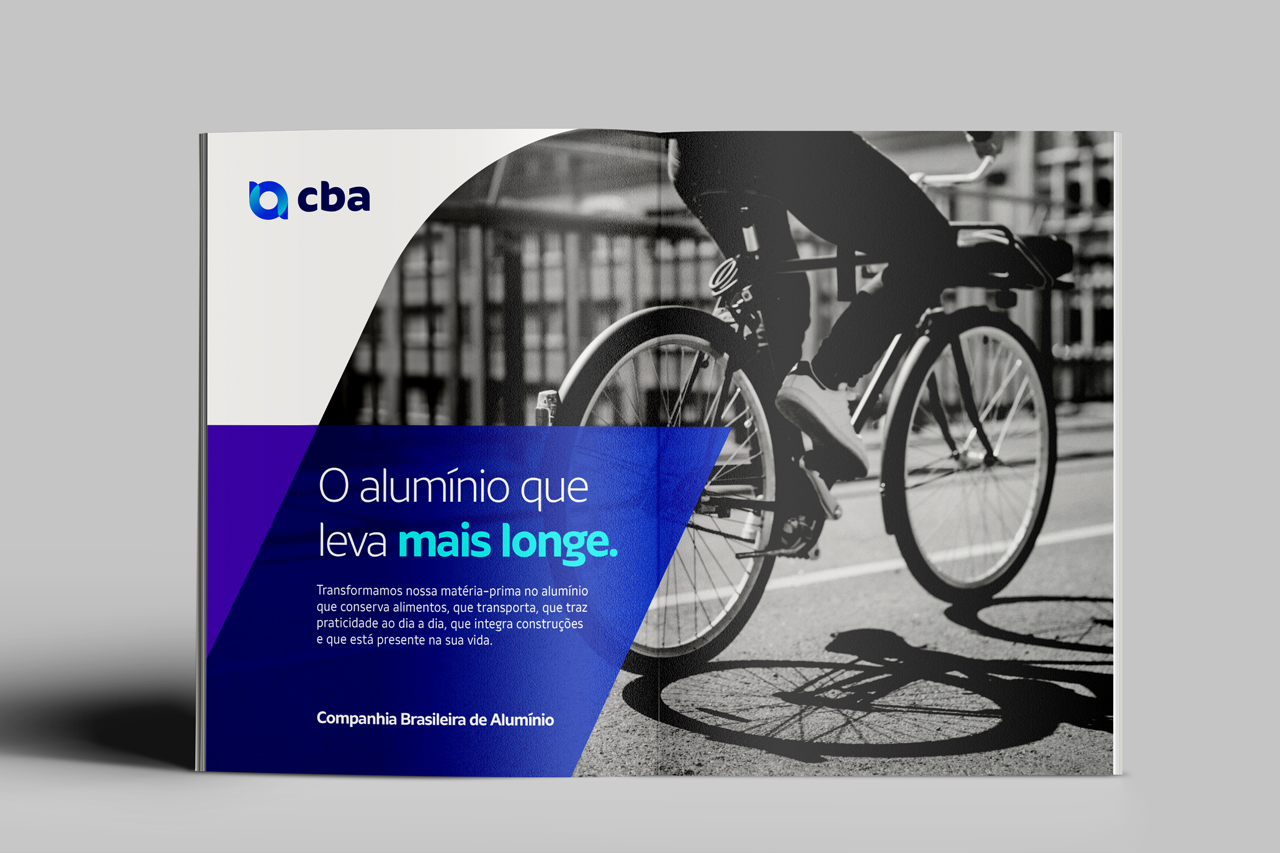 cba
O alumínio que
leva mais longe.
Transformamos nossa matéria-prima no alumínio
que conserva alimentos, que transporta, que traz
praticidade ao dia a dia, que integra construções
e que está presente na sua vida.
Companhia Brasileira de Alumínio